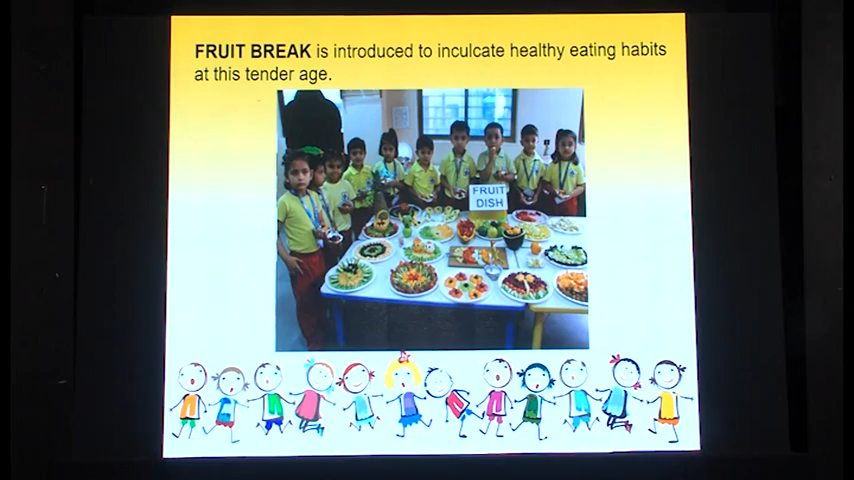 FRUIT BREAK is introduced to inculcate healthy eating habits
at this tender age.
FRUIT
DISH